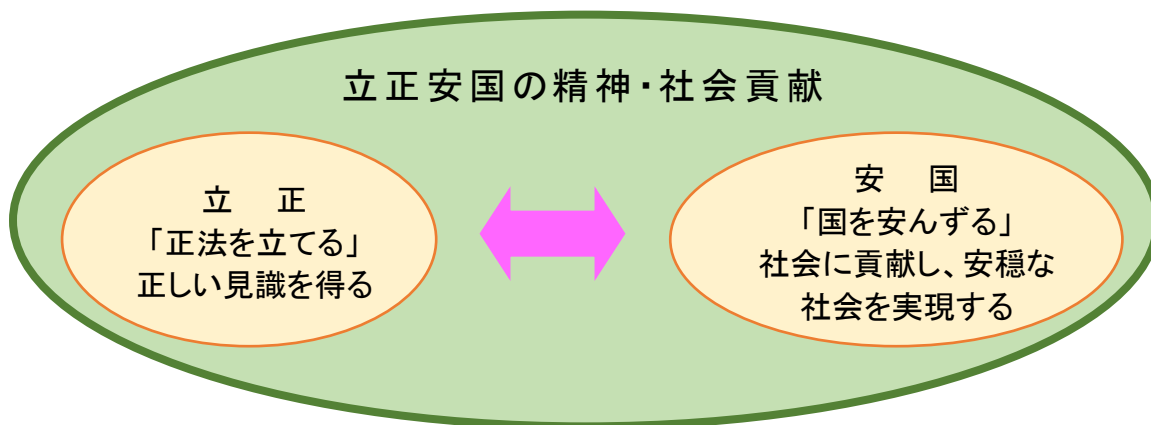 立正安国の精神・社会貢献
立　正
「正法を立てる」
正しい見識を得る
安　国
「国を安んずる」
社会に貢献し、安穏な
社会を実現する